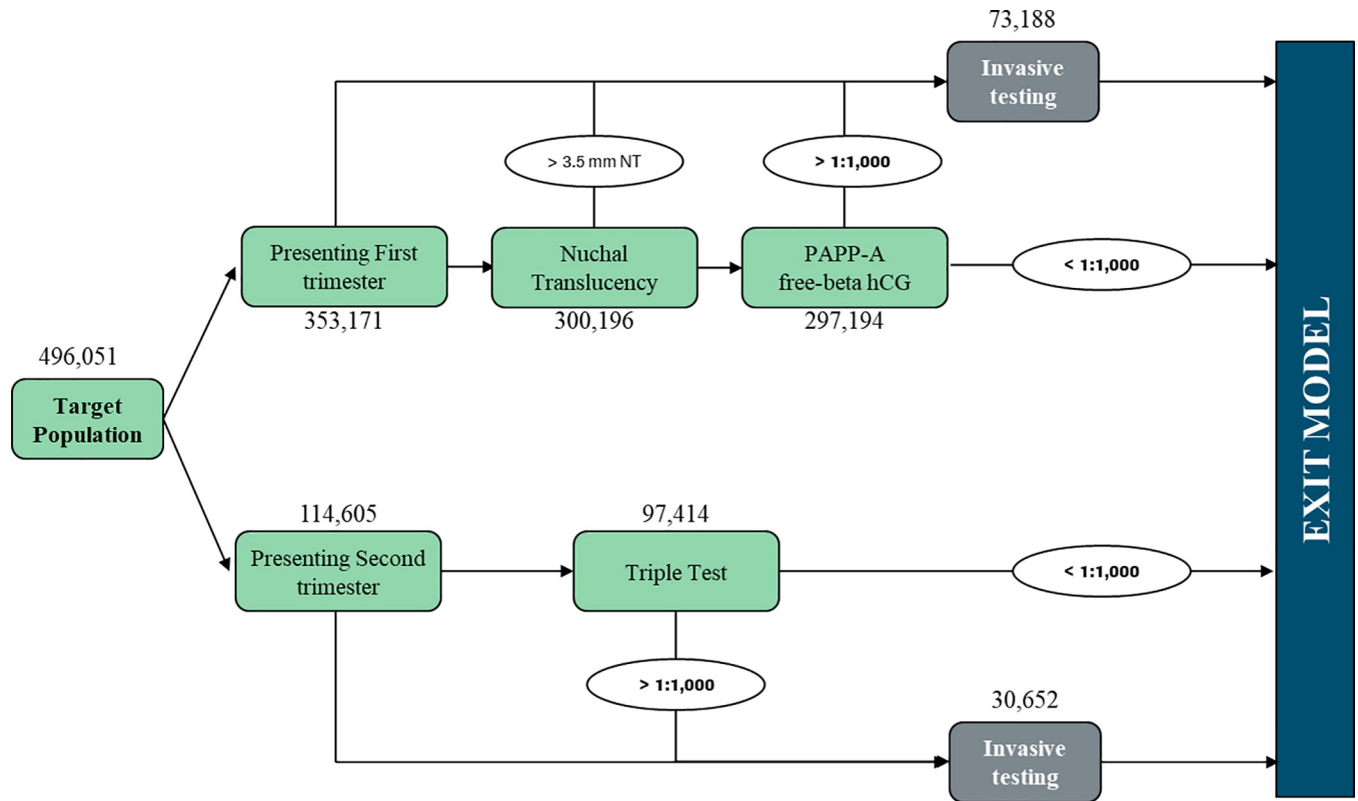 73,188
Invasive
testing
> 3.5 mm NT
> 1:1,000
Presenting First
trimester
353,171
Nuchal
Translucency
300,196
PAPP-A
free-beta hCG
297,194
< 1:1,000
496,051
Target
Population
114,605
Presenting Second
trimester
97,414
Triple Test
< 1:1,000
> 1:1,000
30,652
Invasive
testing
EXIT MODEL